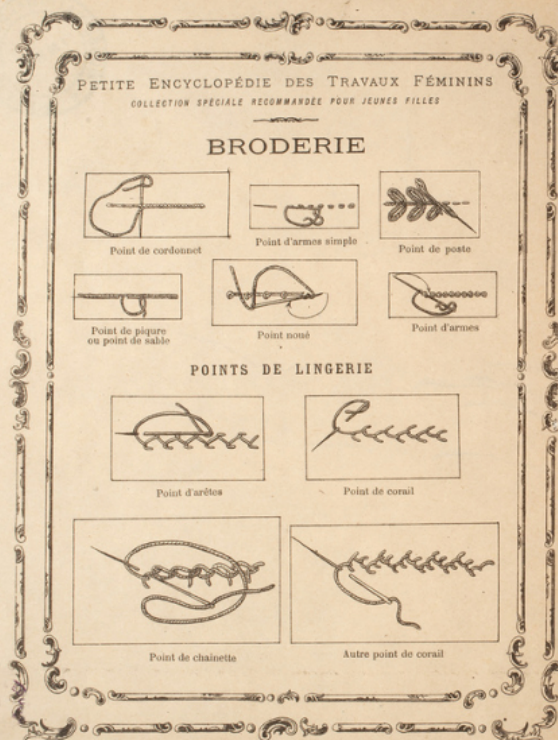 PETITE ENCYCLOPÉDIE DES TRAVAUX FÉMININS
COLLECTION SPÉCIALE RECOMMANDÉE POUR JEUNES FILLES
BRODERIE
Point de cordonnet
Point d'armes simple
Point de poste
Point de piqure
ou point de sable
Point noué
Point d'armes
POINTS DE LINGERIE
Point d'arêtes
Point de corail
Point de chainette
Autre point de corail